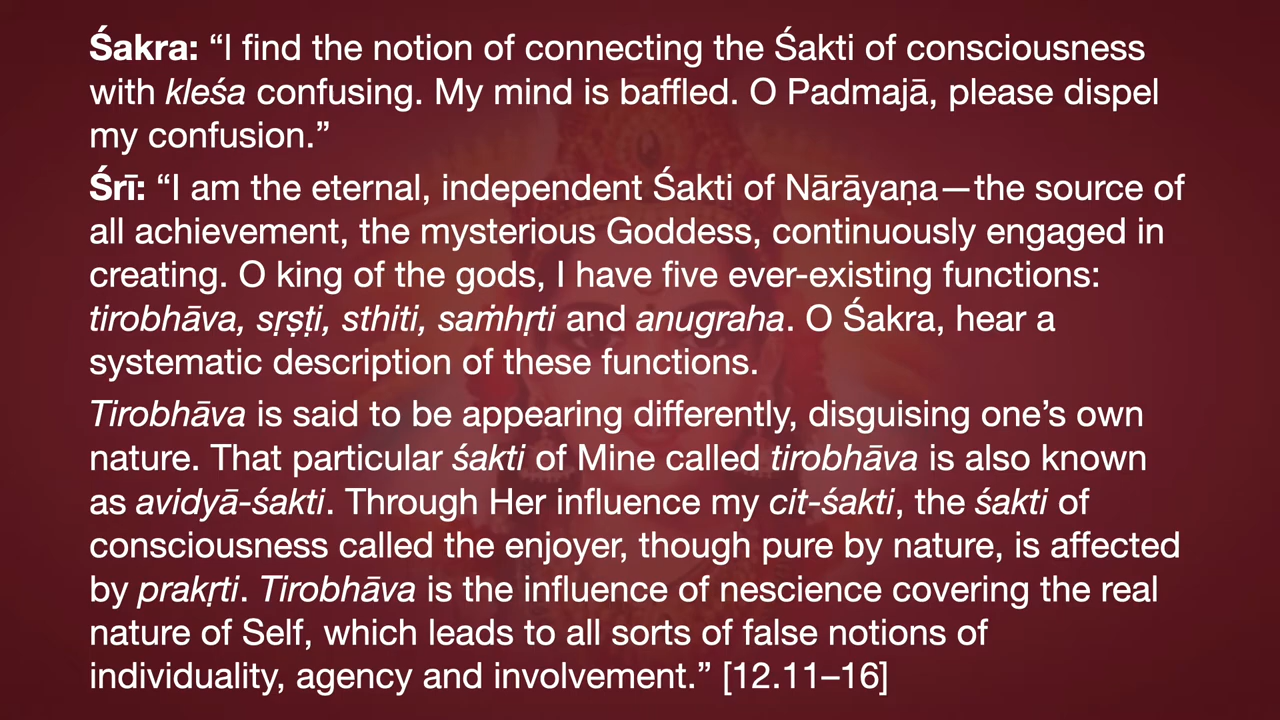 Śakra: “I find the notion of connecting the Śakti of consciousness
with kleśa confusing. My mind is baffled. O Padmajā, please dispel
my confusion.”
Śrī: “I am the eternal, independent Śakti of Nārāyaṇa—the source of
all achievement, the mysterious Goddess, continuously engaged in
creating. O king of the gods, I have five ever-existing functions:
tirobhāva, sṛṣṭi, sthiti, saṁhṛti and anugraha. O Śakra, hear a
systematic description of these functions.
Tirobhāva is said to be appearing differently, disguising one’s own
nature. That particular śakti of Mine called tirobhāva is also known
as avidyā-śakti. Through Her influence my cit-śakti, the śakti of
consciousness called the enjoyer, though pure by nature, is affected
by prakṛti. Tirobhāva is the influence of nescience covering the real
nature of Self, which leads to all sorts of false notions of
individuality, agency and involvement.” [12.11–16]